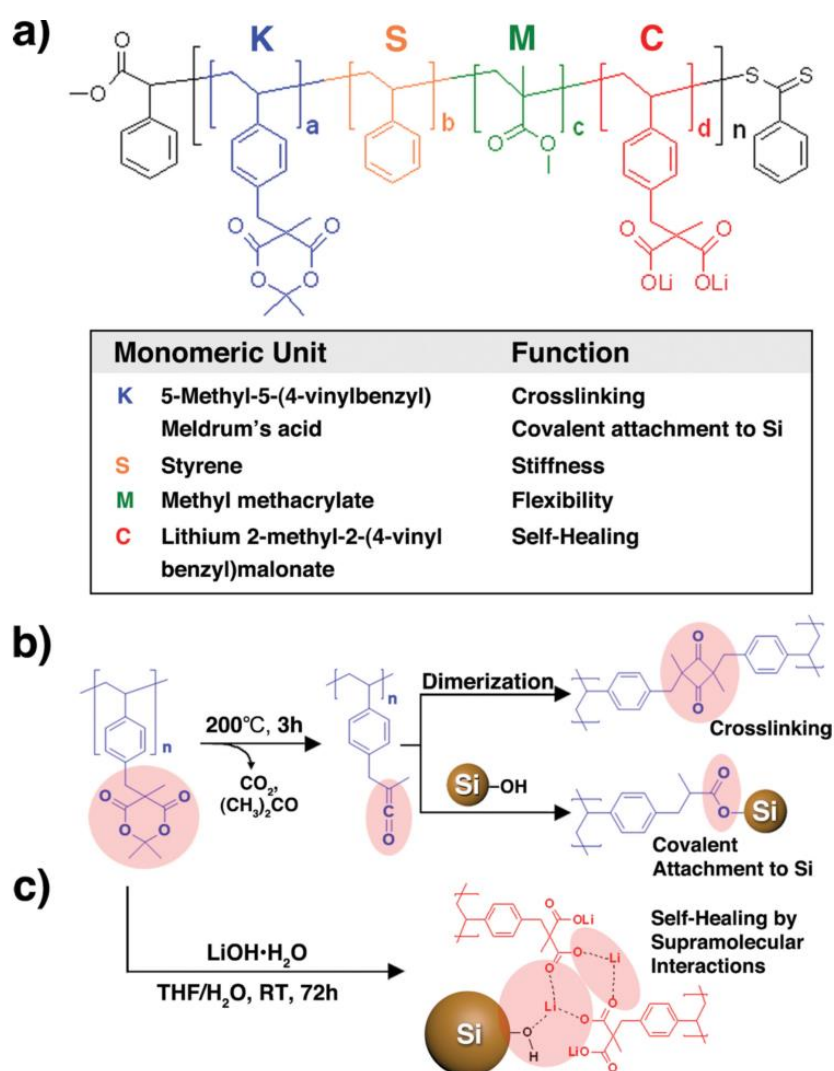 a)
K S M C
O
O
a b c d n
S S
O O
O O
O O
O O
OLi OLi
Monomeric Unit Function
K 5-Methyl-5-(4-vinylbenzyl) Crosslinking
Meldrum's acid Covalent attachment to Si
S Styrene Stiffness
M Methyl methacrylate Flexibility
C Lithium 2-methyl-2-(4-vinyl Self-Healing
benzyl)malonate
b)
n
O O
O O
200℃, 3h
CO₂,
(CH₃)₂CO
n
C
O
Dimerization
O
O
Crosslinking
Si-OH
O
O Si
Covalent
Attachment to Si
c)
LiOH•H₂O
THF/H₂O, RT, 72h
O
OLi
O
O
Li
Li
O
O
O
LiO
Si
O
H
Self-Healing by
Supramolecular
Interactions